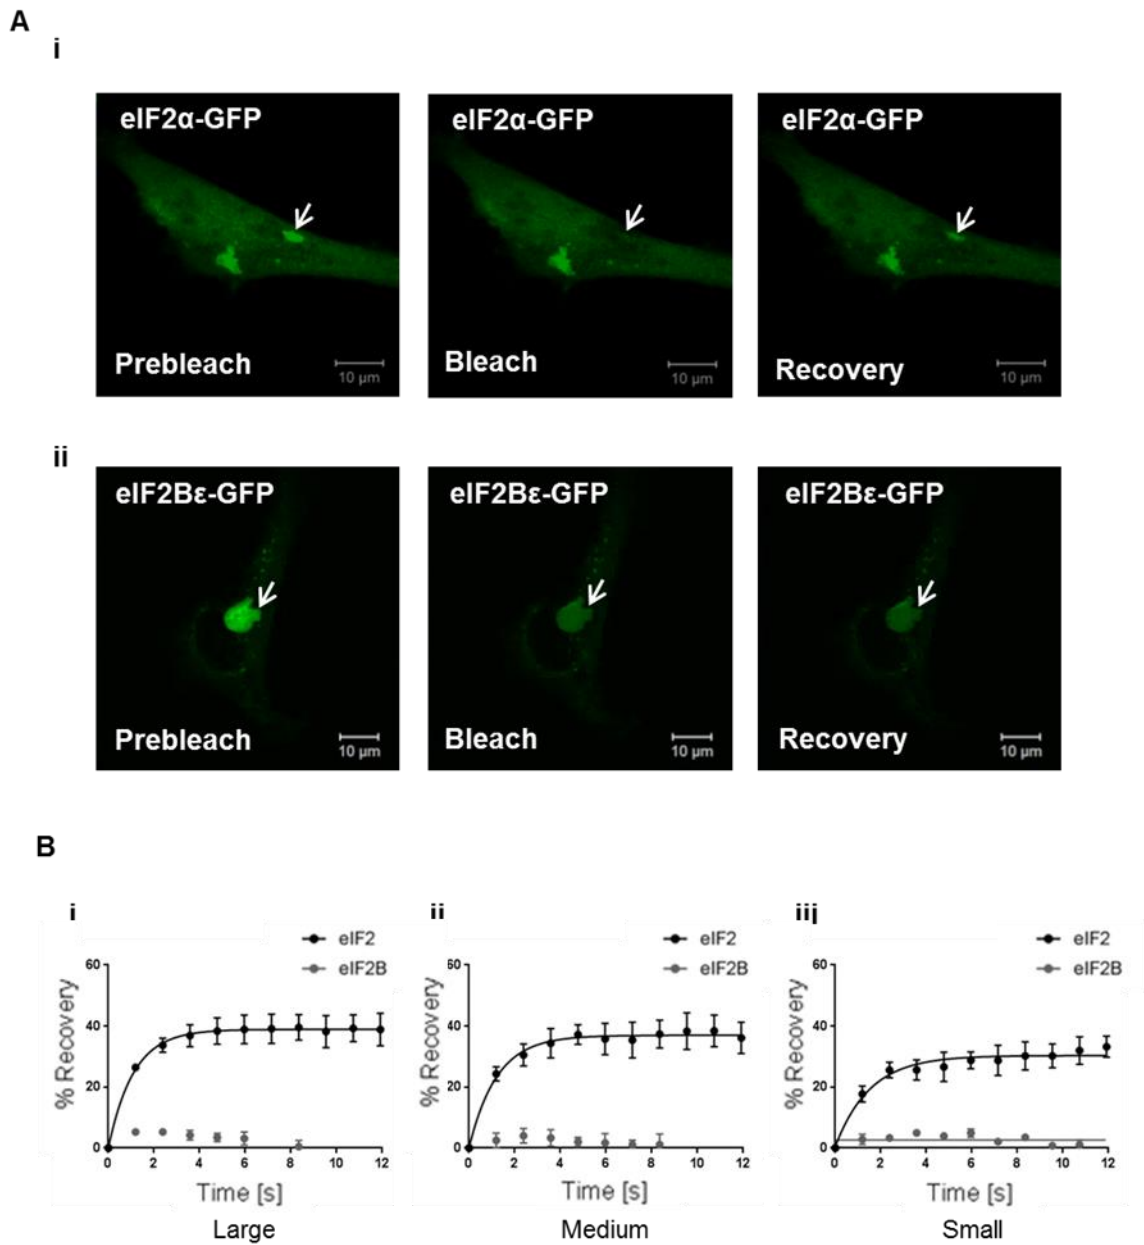 A
i
eIF2α-GFP
eIF2α-GFP
eIF2α-GFP
Prebleach
10 µm
Bleach
10 µm
Recovery
10 µm
ii
eIF2Bε-GFP
eIF2Bε-GFP
eIF2Bε-GFP
Prebleach
10 µm
Bleach
10 µm
Recovery
10 µm
B
i
eIF2
eIF2B
60
40
20
0
% Recovery
0 2 4 6 8 10 12
Time [s]
Large
ii
eIF2
eIF2B
60
40
20
0
% Recovery
0 2 4 6 8 10 12
Time [s]
Medium
iii
eIF2
eIF2B
60
40
20
0
% Recovery
0 2 4 6 8 10 12
Time [s]
Small